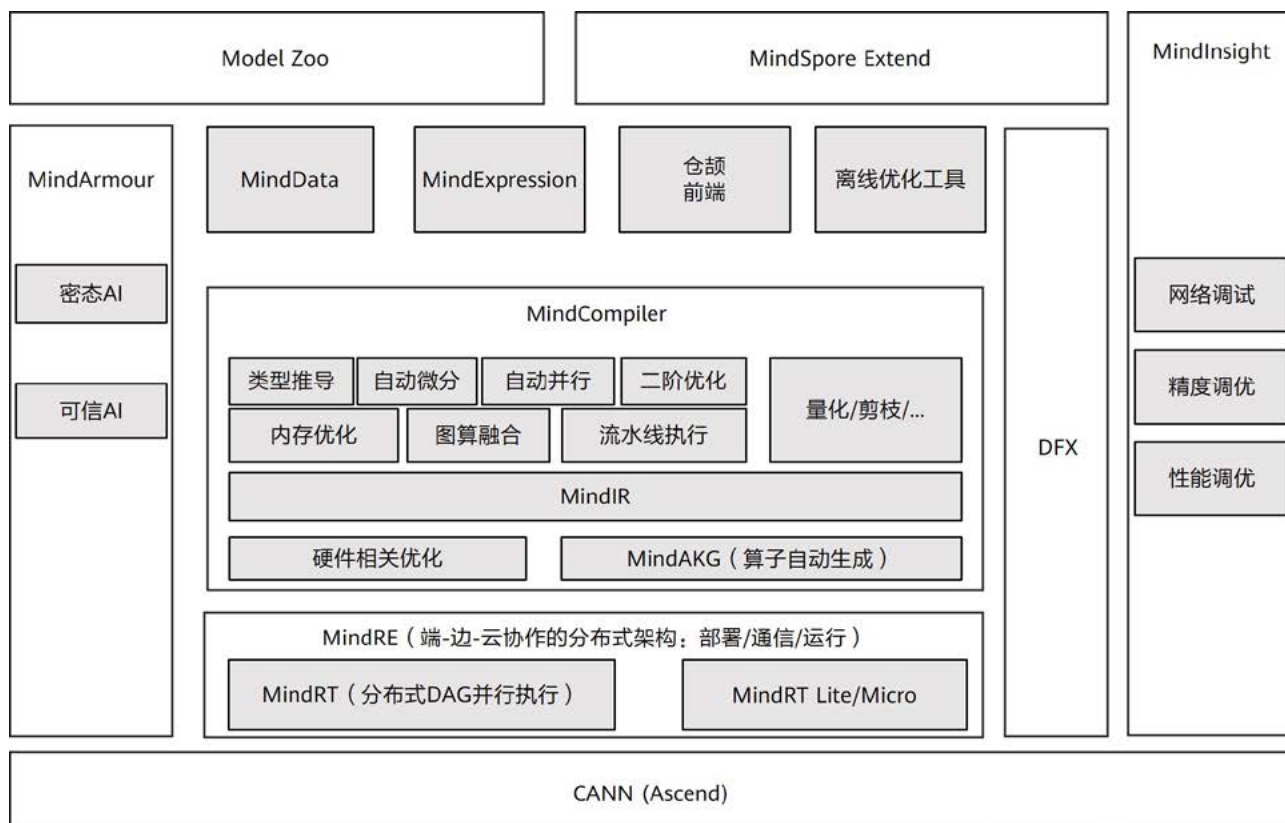 Model Zoo
MindSpore Extend
MindInsight
MindArmour
MindData
MindExpression
仓颉
前端
离线优化工具
密态AI
可信AI
MindCompiler
类型推导
自动微分
自动并行
二阶优化
量化/剪枝/...
内存优化
图算融合
流水线执行
MindIR
硬件相关优化
MindAKG（算子自动生成）
DFX
网络调试
精度调优
性能调优
MindRE（端-边-云协作的分布式架构：部署/通信/运行）
MindRT（分布式DAG并行执行）
MindRT Lite/Micro
CANN (Ascend)